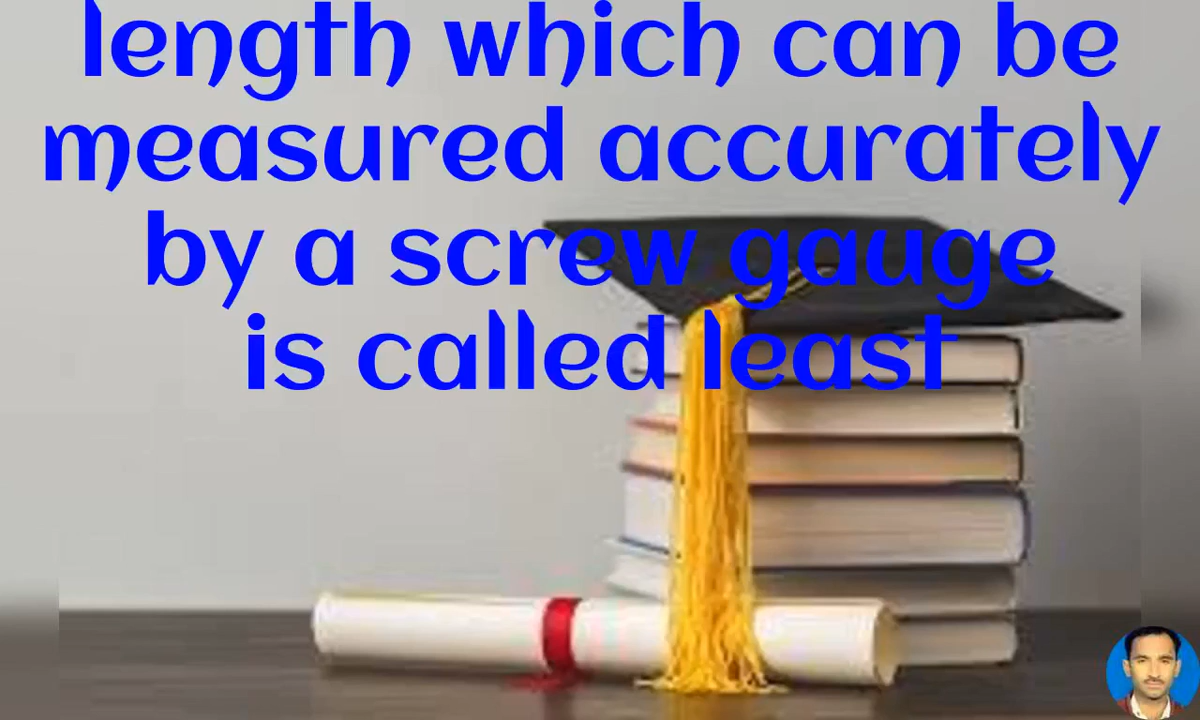 length which can be
measured accurately
by a screw gauge
is called least